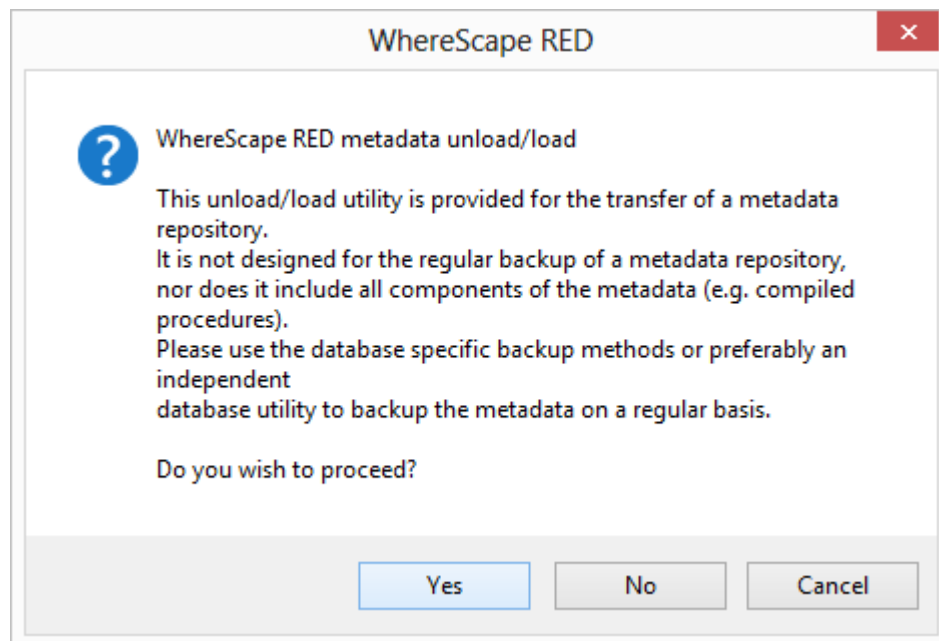 WhereScape RED
WhereScape RED metadata unload/load
This unload/load utility is provided for the transfer of a metadata
repository.
It is not designed for the regular backup of a metadata repository,
nor does it include all components of the metadata (e.g. compiled
procedures).
Please use the database specific backup methods or preferably an
independent
database utility to backup the metadata on a regular basis.
Do you wish to proceed?
Yes
No
Cancel